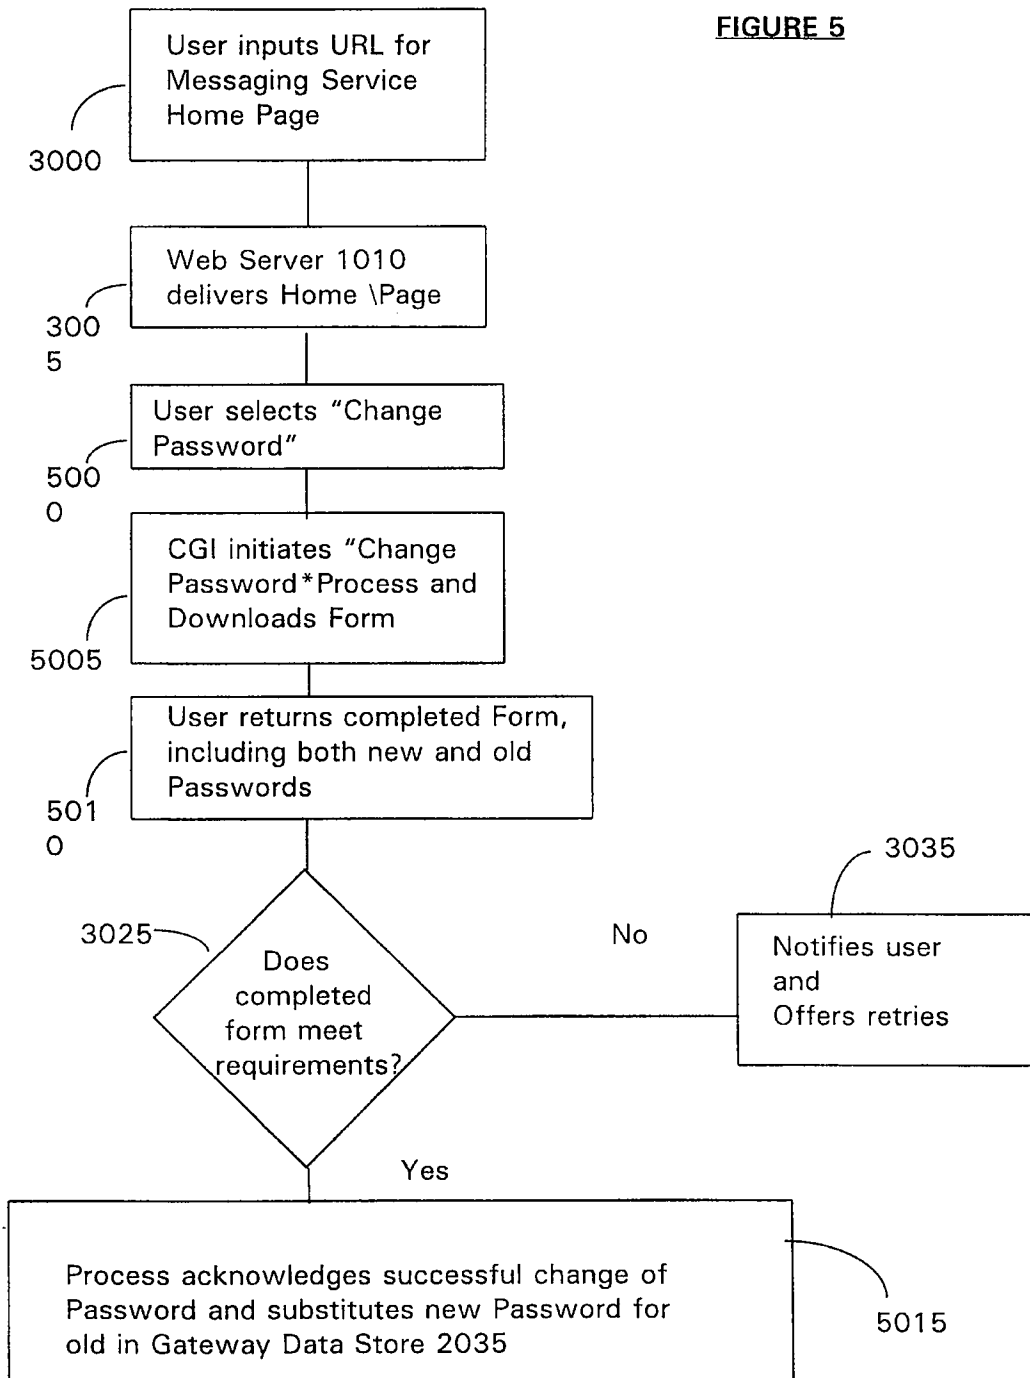 FIGURE 5
User inputs URL for
Messaging Service
Home Page
3000
Web Server 1010
delivers Home \Page
300
5
User selects "Change
Password"
500
0
CGI initiates "Change
Password*Process and
Downloads Form
5005
User returns completed Form,
including both new and old
Passwords
501
0
3035
3025
Does
completed
form meet
requirements?
No
Notifies user
and
Offers retries
Yes
Process acknowledges successful change of
Password and substitutes new Password for
old in Gateway Data Store 2035
5015